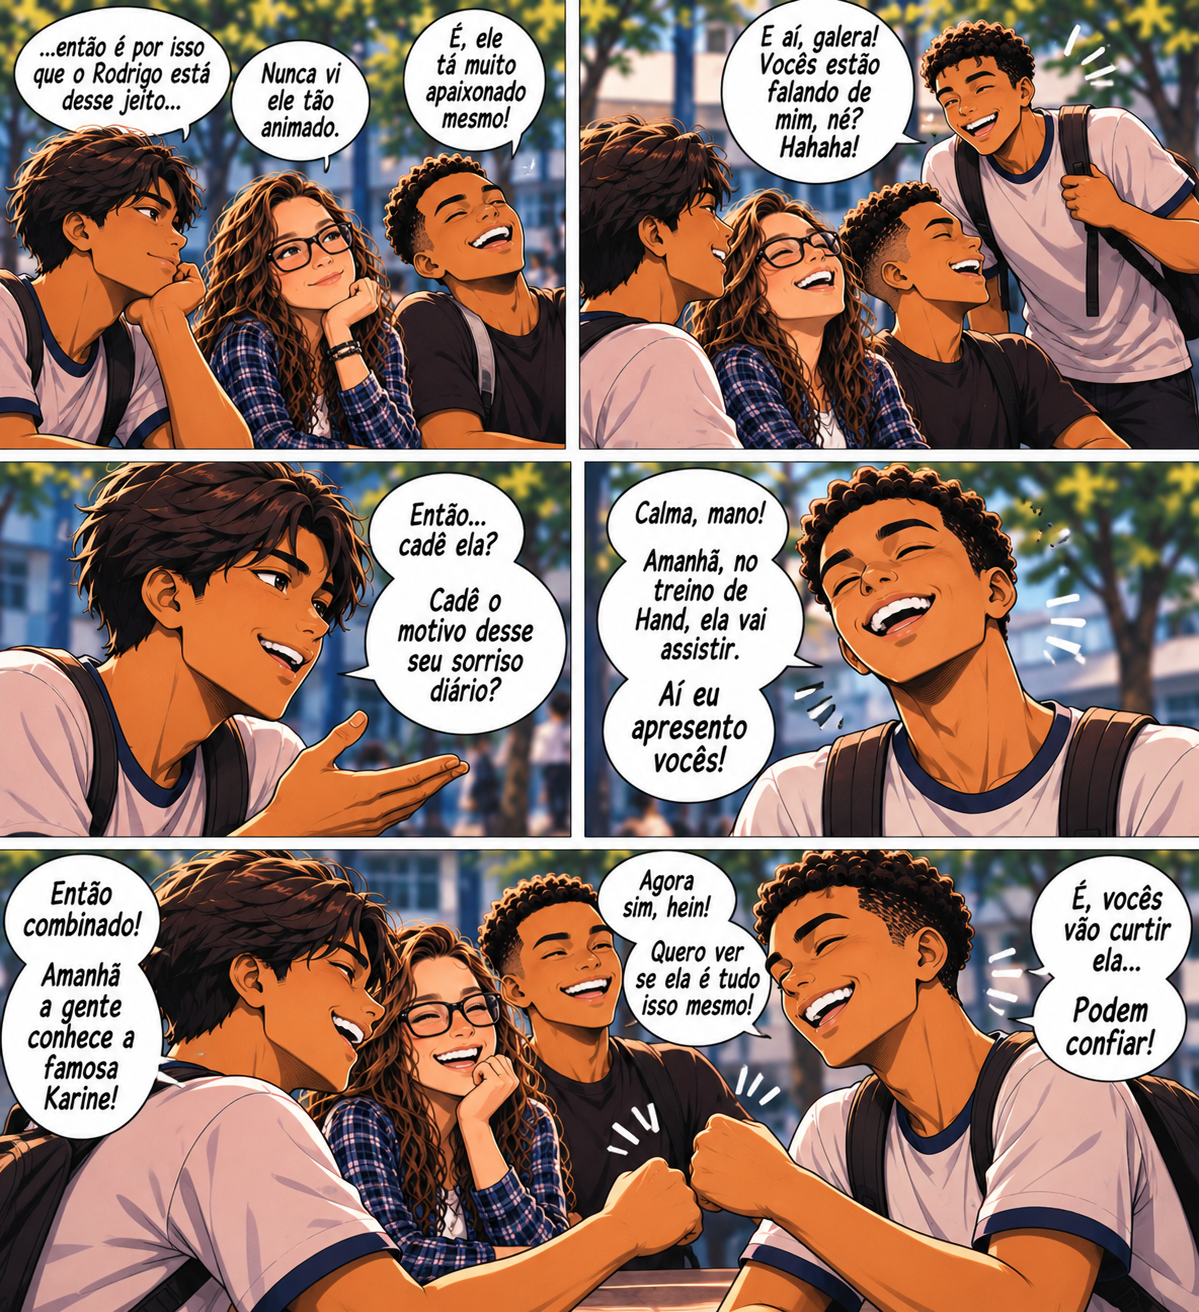 ...então é por isso
que o Rodrigo está
desse jeito...
Nunca vi
ele tão
animado.
É, ele
tá muito
apaixonado
mesmo!
E aí, galera!
Vocês estão
falando de
mim, né?
Hahaha!
Então...
cadê ela?
Cadê o
motivo desse
seu sorriso
diário?
Calma, mano!
Amanhã, no
treino de
Hand, ela vai
assistir.
Aí eu
apresento
vocês!
Então
combinado!
Amanhã
a gente
conhece a
famosa
Karine!
Agora
sim, hein!
Quero ver
se ela é tudo
isso mesmo!
É, vocês
vão curtir
ela...
Podem
confiar!